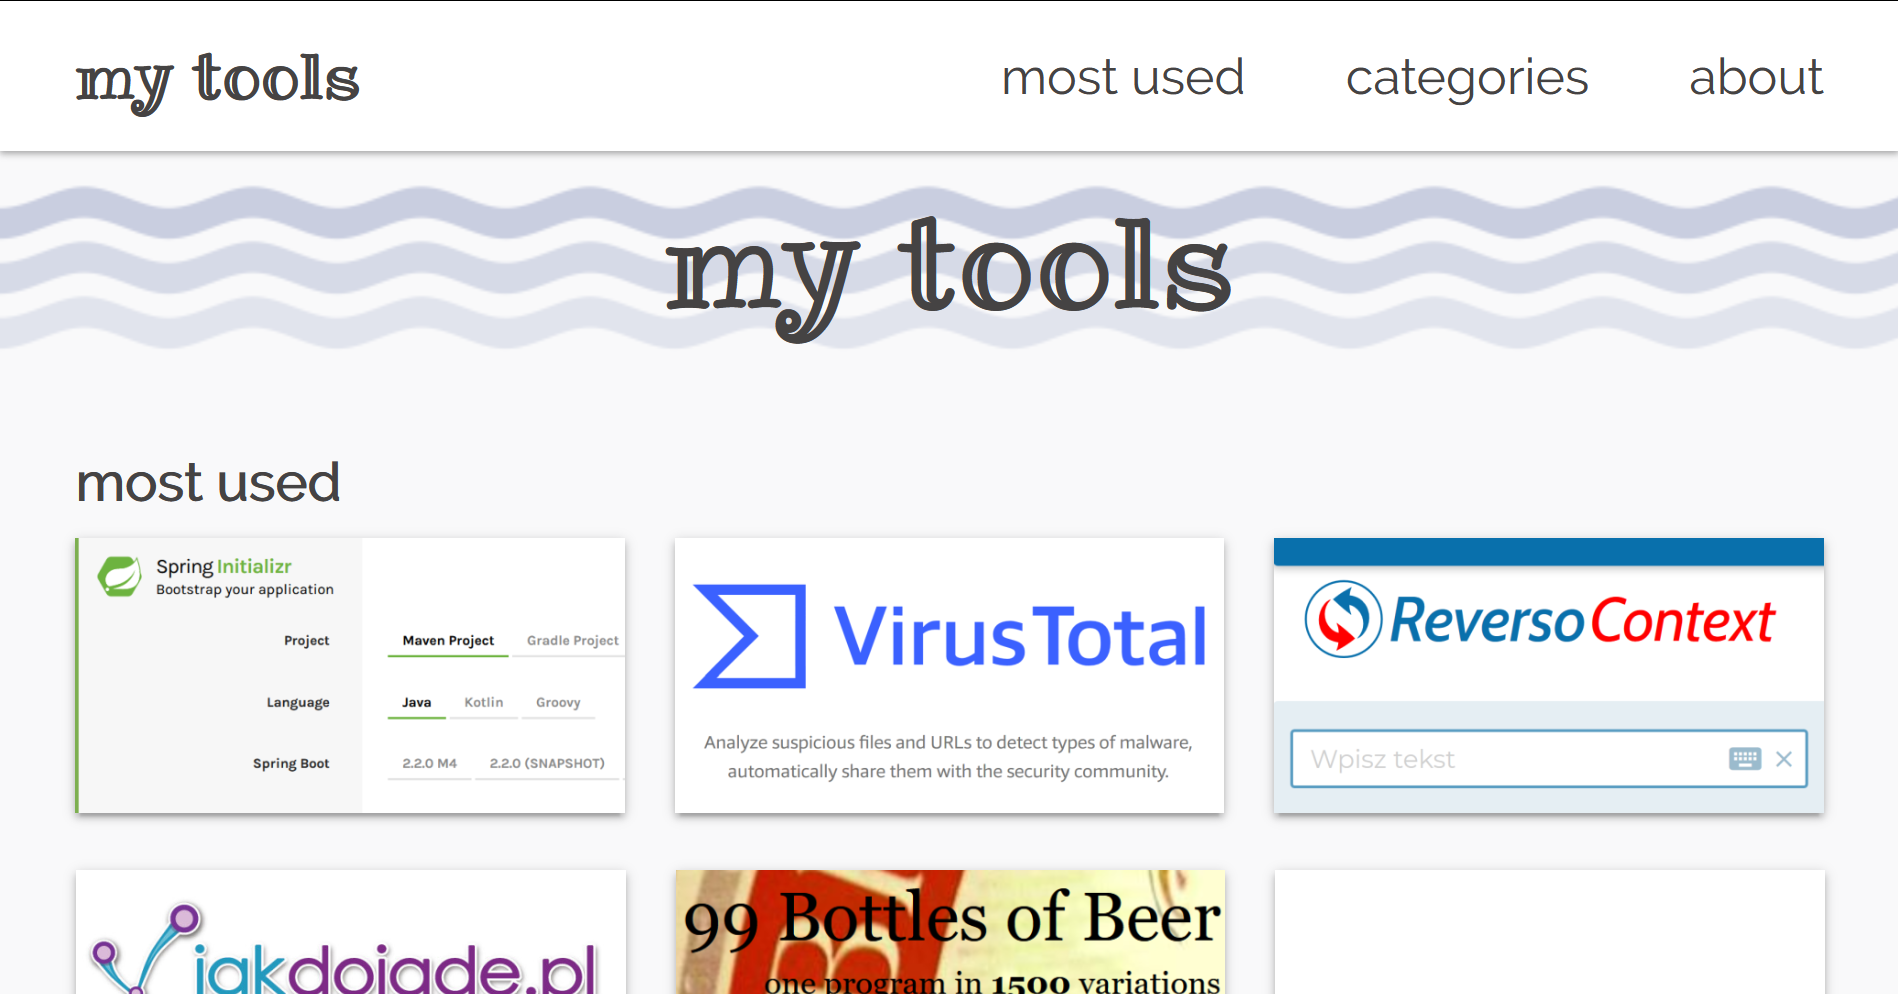 my tools
most used
categories
about
my tools
most used
Spring Initializr
Bootstrap your application
Project
Maven Project
Gradle Project
Language
Java
Kotlin
Groovy
Spring Boot
2.2.0 M4
2.2.0 (SNAPSHOT)
VirusTotal
Analyze suspicious files and URLs to detect types of malware,
automatically share them with the security community.
Reverso Context
Wpisz tekst
jakdojade.pl
99 Bottles of Beer
one program in 1500 variations